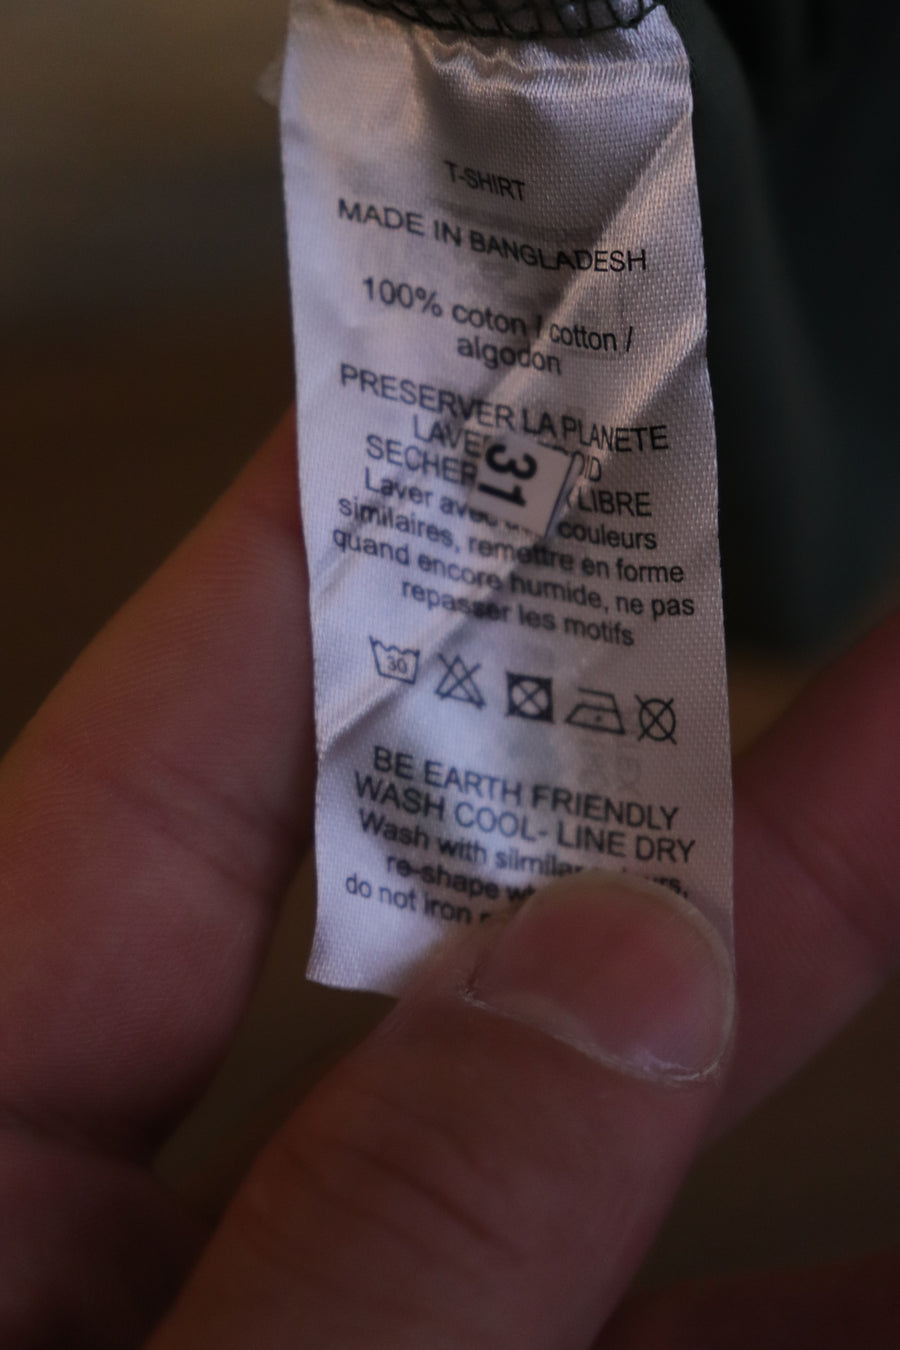 T-SHIRT
MADE IN BANGLADESH
100% coton / cotton /
algodon
PRESERVER LA PLANETE
LAVE
SECHER LIBRE
31
Laver couleurs
similaires, remettre en forme
quand encore humide, ne pas
repasser les motifs
30
BE EARTH FRIENDLY
WASH COOL- LINE DRY
Wash with
re-shape
do not iron